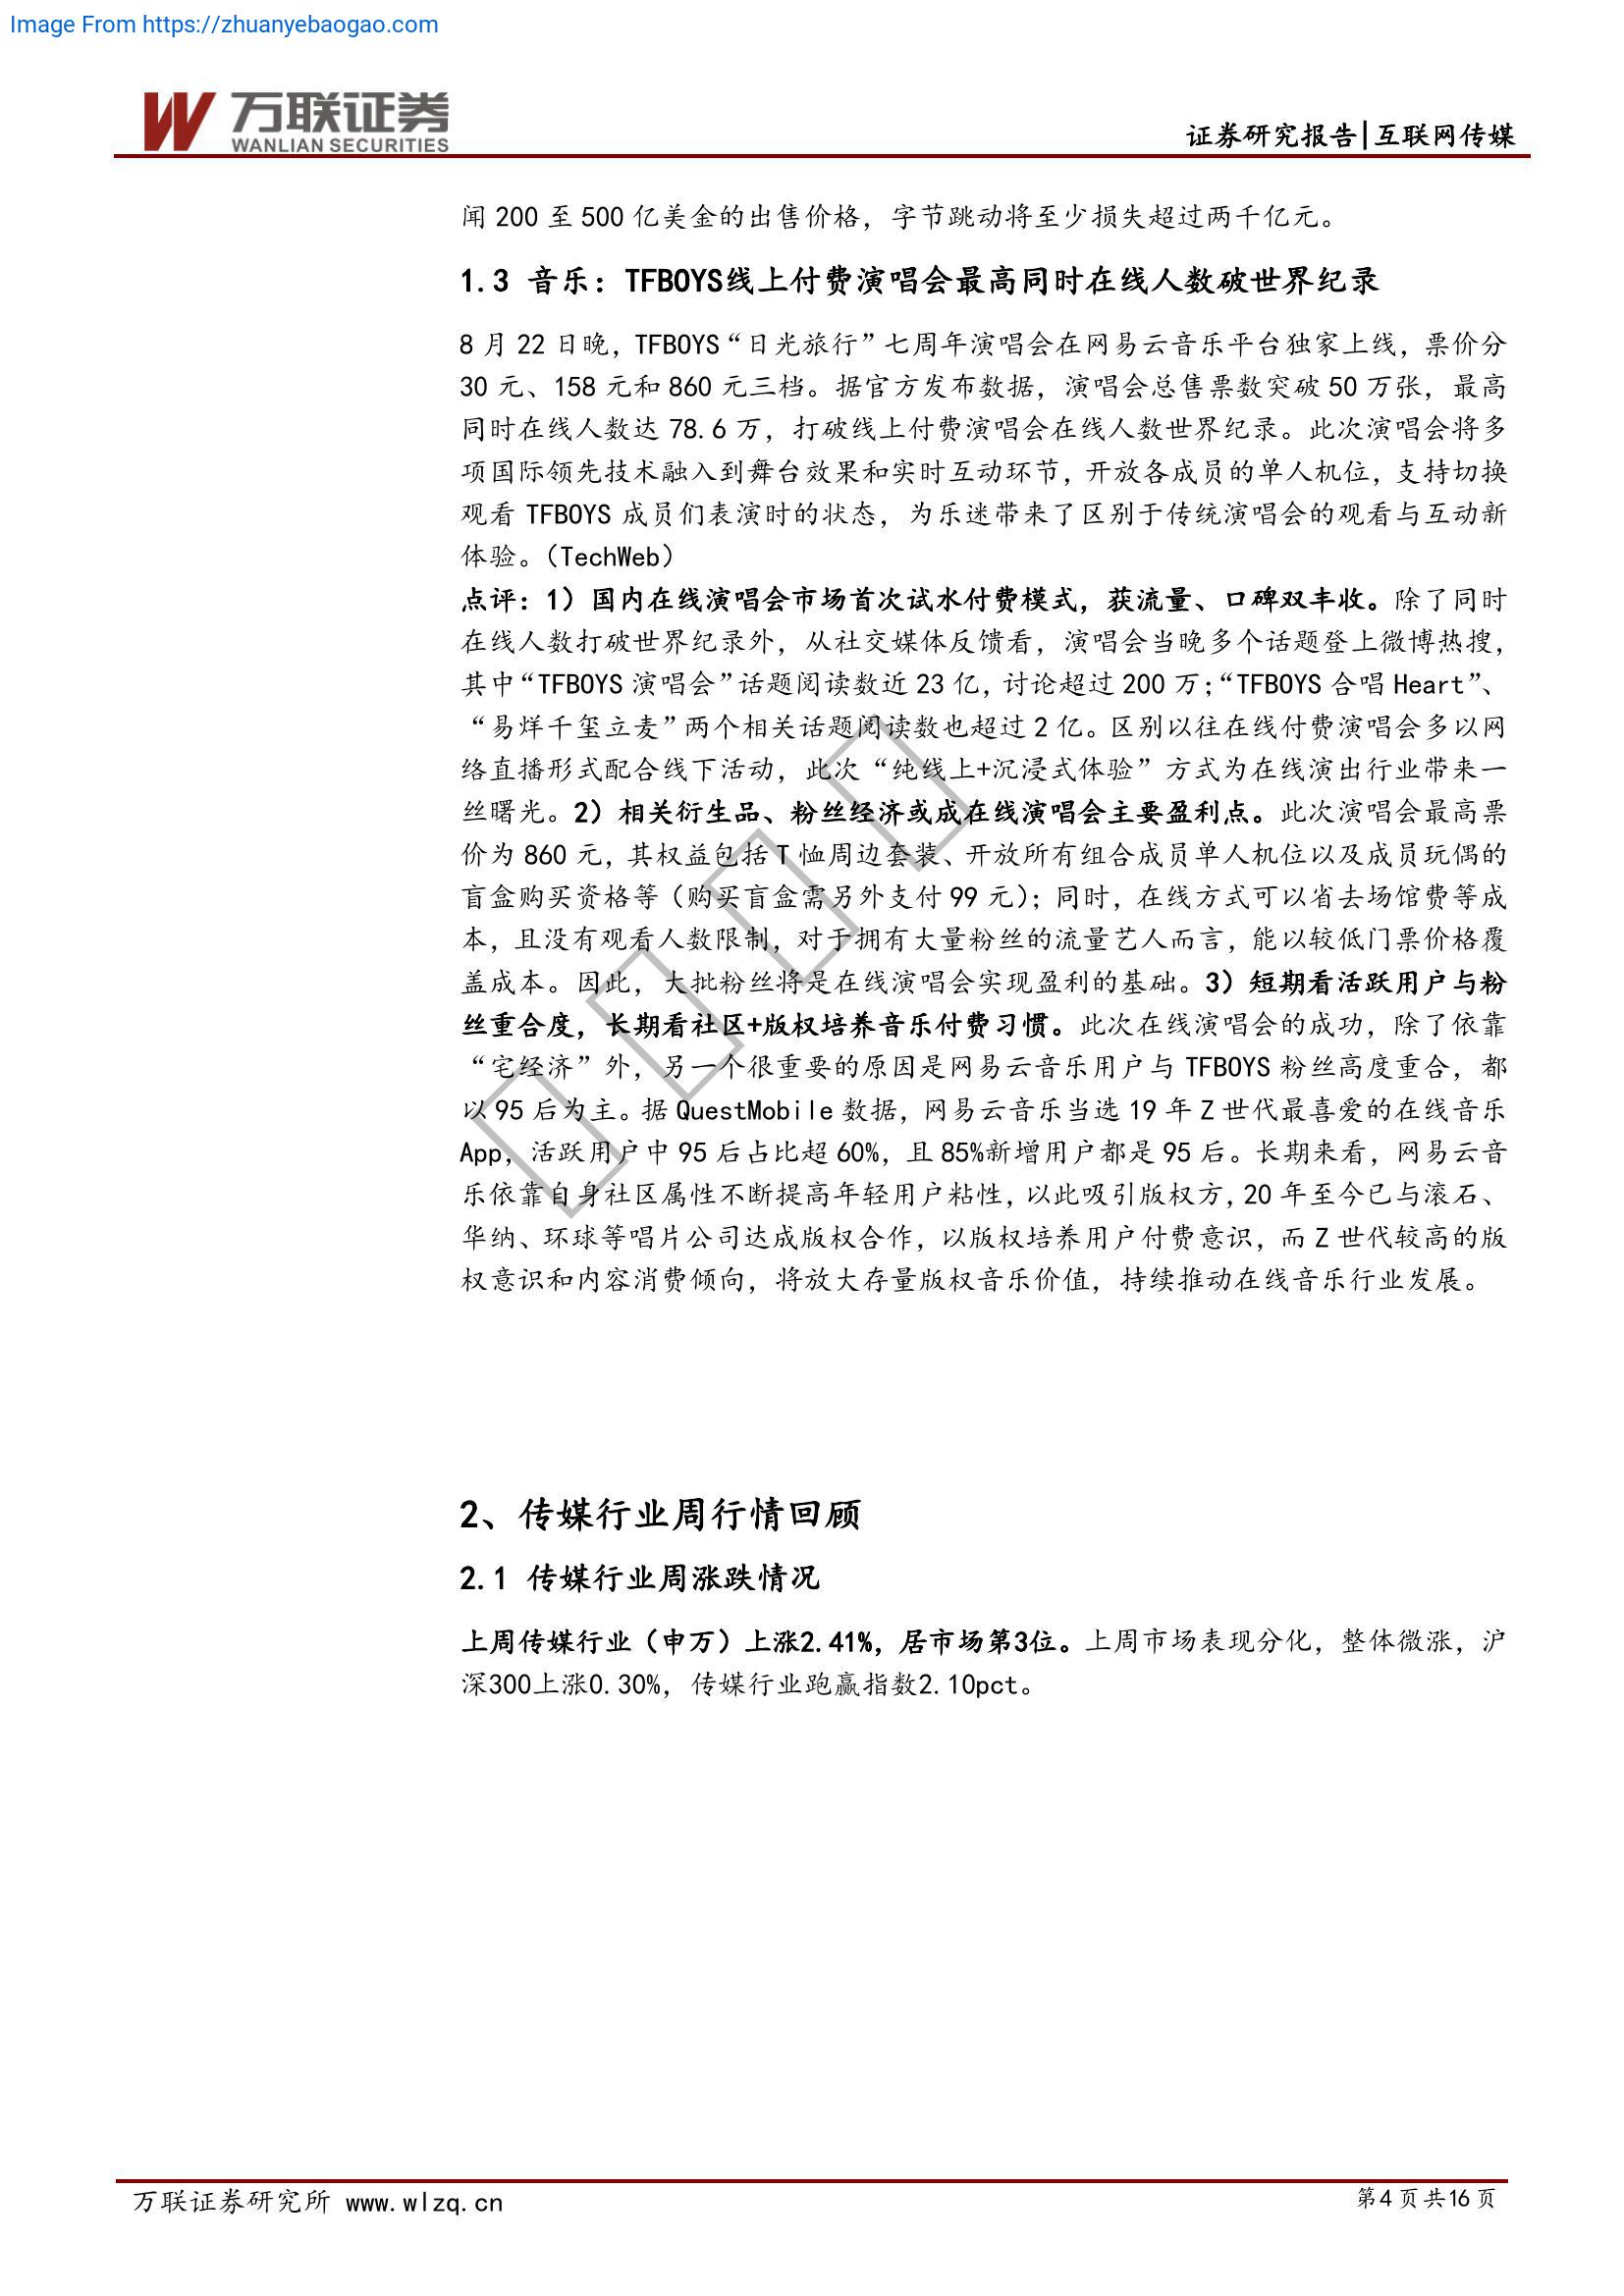 Image From https://zhuanyebaogao.com
万联证券
WANLIAN SECURITIES
证券研究报告|互联网传媒
闻 200 至 500 亿美金的出售价格，字节跳动将至少损失超过两千亿元。
1.3 音乐：TFBOYS线上付费演唱会最高同时在线人数破世界纪录
8 月 22 日晚，TFBOYS“日光旅行”七周年演唱会在网易云音乐平台独家上线，票价分
30 元、158 元和 860 元三档。据官方发布数据，演唱会总售票数突破 50 万张，最高
同时在线人数达 78.6 万，打破线上付费演唱会在线人数世界纪录。此次演唱会将多
项国际领先技术融入到舞台效果和实时互动环节，开放各成员的单人机位，支持切换
观看 TFBOYS 成员们表演时的状态，为乐迷带来了区别于传统演唱会的观看与互动新
体验。（TechWeb）
点评：1）国内在线演唱会市场首次试水付费模式，获流量、口碑双丰收。除了同时
在线人数打破世界纪录外，从社交媒体反馈看，演唱会当晚多个话题登上微博热搜，
其中“TFBOYS 演唱会”话题阅读数近 23 亿，讨论超过 200 万；“TFBOYS 合唱 Heart”、
“易烊千玺立麦”两个相关话题阅读数也超过 2 亿。区别以往在线付费演唱会多以网
络直播形式配合线下活动，此次“纯线上+沉浸式体验”方式为在线演出行业带来一
丝曙光。2）相关衍生品、粉丝经济或成在线演唱会主要盈利点。此次演唱会最高票
价为 860 元，其权益包括 T 恤周边套装、开放所有组合成员单人机位以及成员玩偶的
盲盒购买资格等（购买盲盒需另外支付 99 元）；同时，在线方式可以省去场馆费等成
本，且没有观看人数限制，对于拥有大量粉丝的流量艺人而言，能以较低门票价格覆
盖成本。因此，大批粉丝将是在线演唱会实现盈利的基础。3）短期看活跃用户与粉
丝重合度，长期看社区+版权培养音乐付费习惯。此次在线演唱会的成功，除了依靠
“宅经济”外，另一个很重要的原因是网易云音乐用户与 TFBOYS 粉丝高度重合，都
以 95 后为主。据 QuestMobile 数据，网易云音乐当选 19 年 Z 世代最喜爱的在线音乐
App，活跃用户中 95 后占比超 60%，且 85%新增用户都是 95 后。长期来看，网易云音
乐依靠自身社区属性不断提高年轻用户粘性，以此吸引版权方，20 年至今已与滚石、
华纳、环球等唱片公司达成版权合作，以版权培养用户付费意识，而 Z 世代较高的版
权意识和内容消费倾向，将放大存量版权音乐价值，持续推动在线音乐行业发展。
2、传媒行业周行情回顾
2.1 传媒行业周涨跌情况
上周传媒行业（申万）上涨2.41%，居市场第3位。上周市场表现分化，整体微涨，沪
深300上涨0.30%，传媒行业跑赢指数2.10pct。
万联证券研究所 www.wlzq.cn
第4页共16页